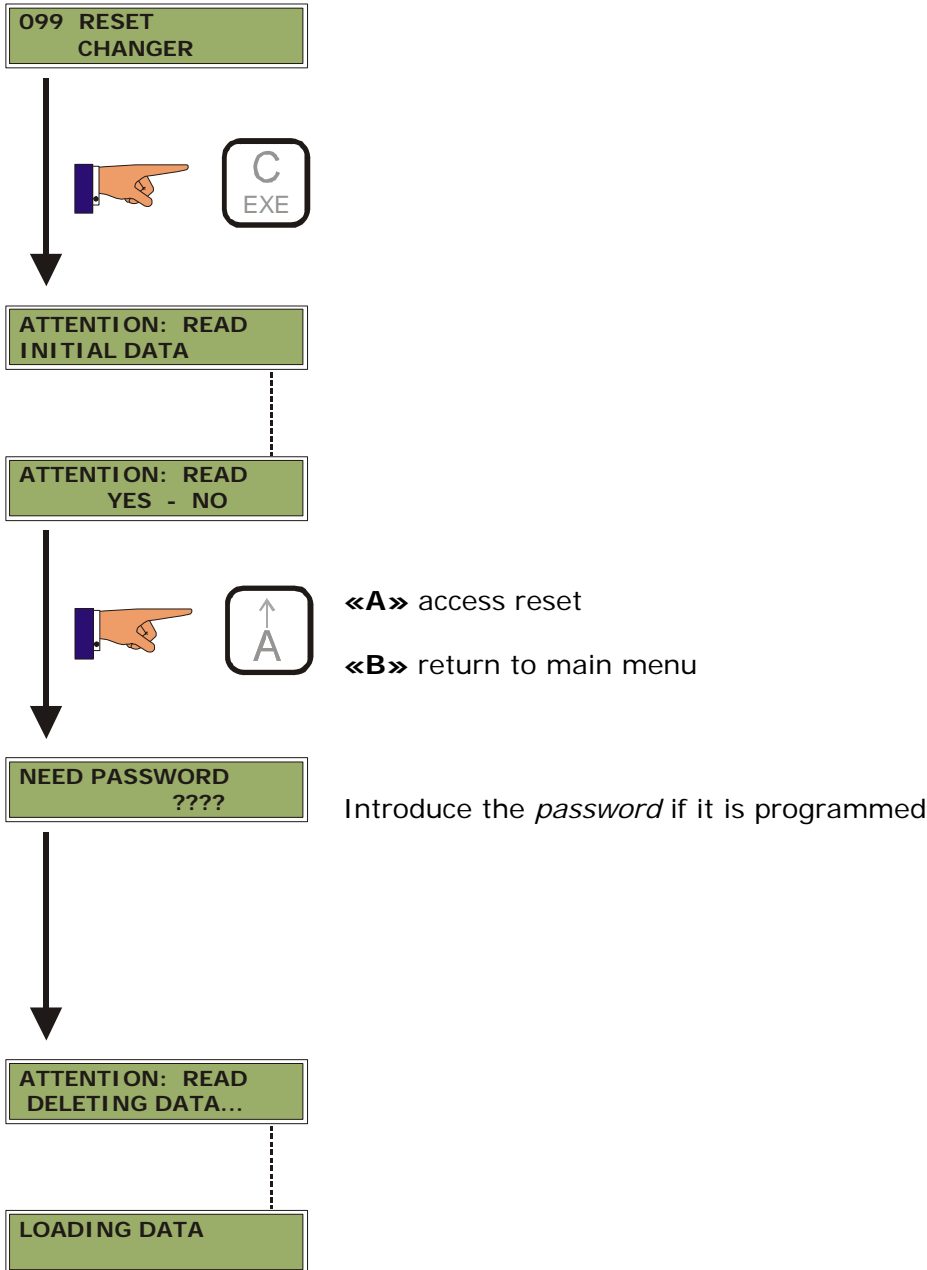 099 RESET
CHANGER
C
EXE
ATTENTION: READ
INITIAL DATA
ATTENTION: READ
YES - NO
A
«A» access reset
«B» return to main menu
NEED PASSWORD
????
Introduce the password if it is programmed
ATTENTION: READ
DELETING DATA...
LOADING DATA